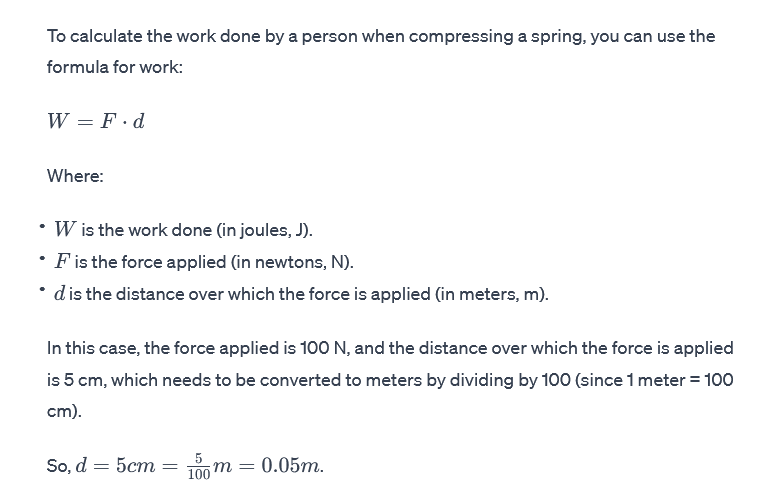 To calculate the work done by a person when compressing a spring, you can use the
formula for work:
W = F · d
Where:
• W is the work done (in joules, J).
• F is the force applied (in newtons, N).
• d is the distance over which the force is applied (in meters, m).
In this case, the force applied is 100 N, and the distance over which the force is applied
is 5 cm, which needs to be converted to meters by dividing by 100 (since 1 meter = 100
cm).
So, d = 5cm = 5/100 m = 0.05m.